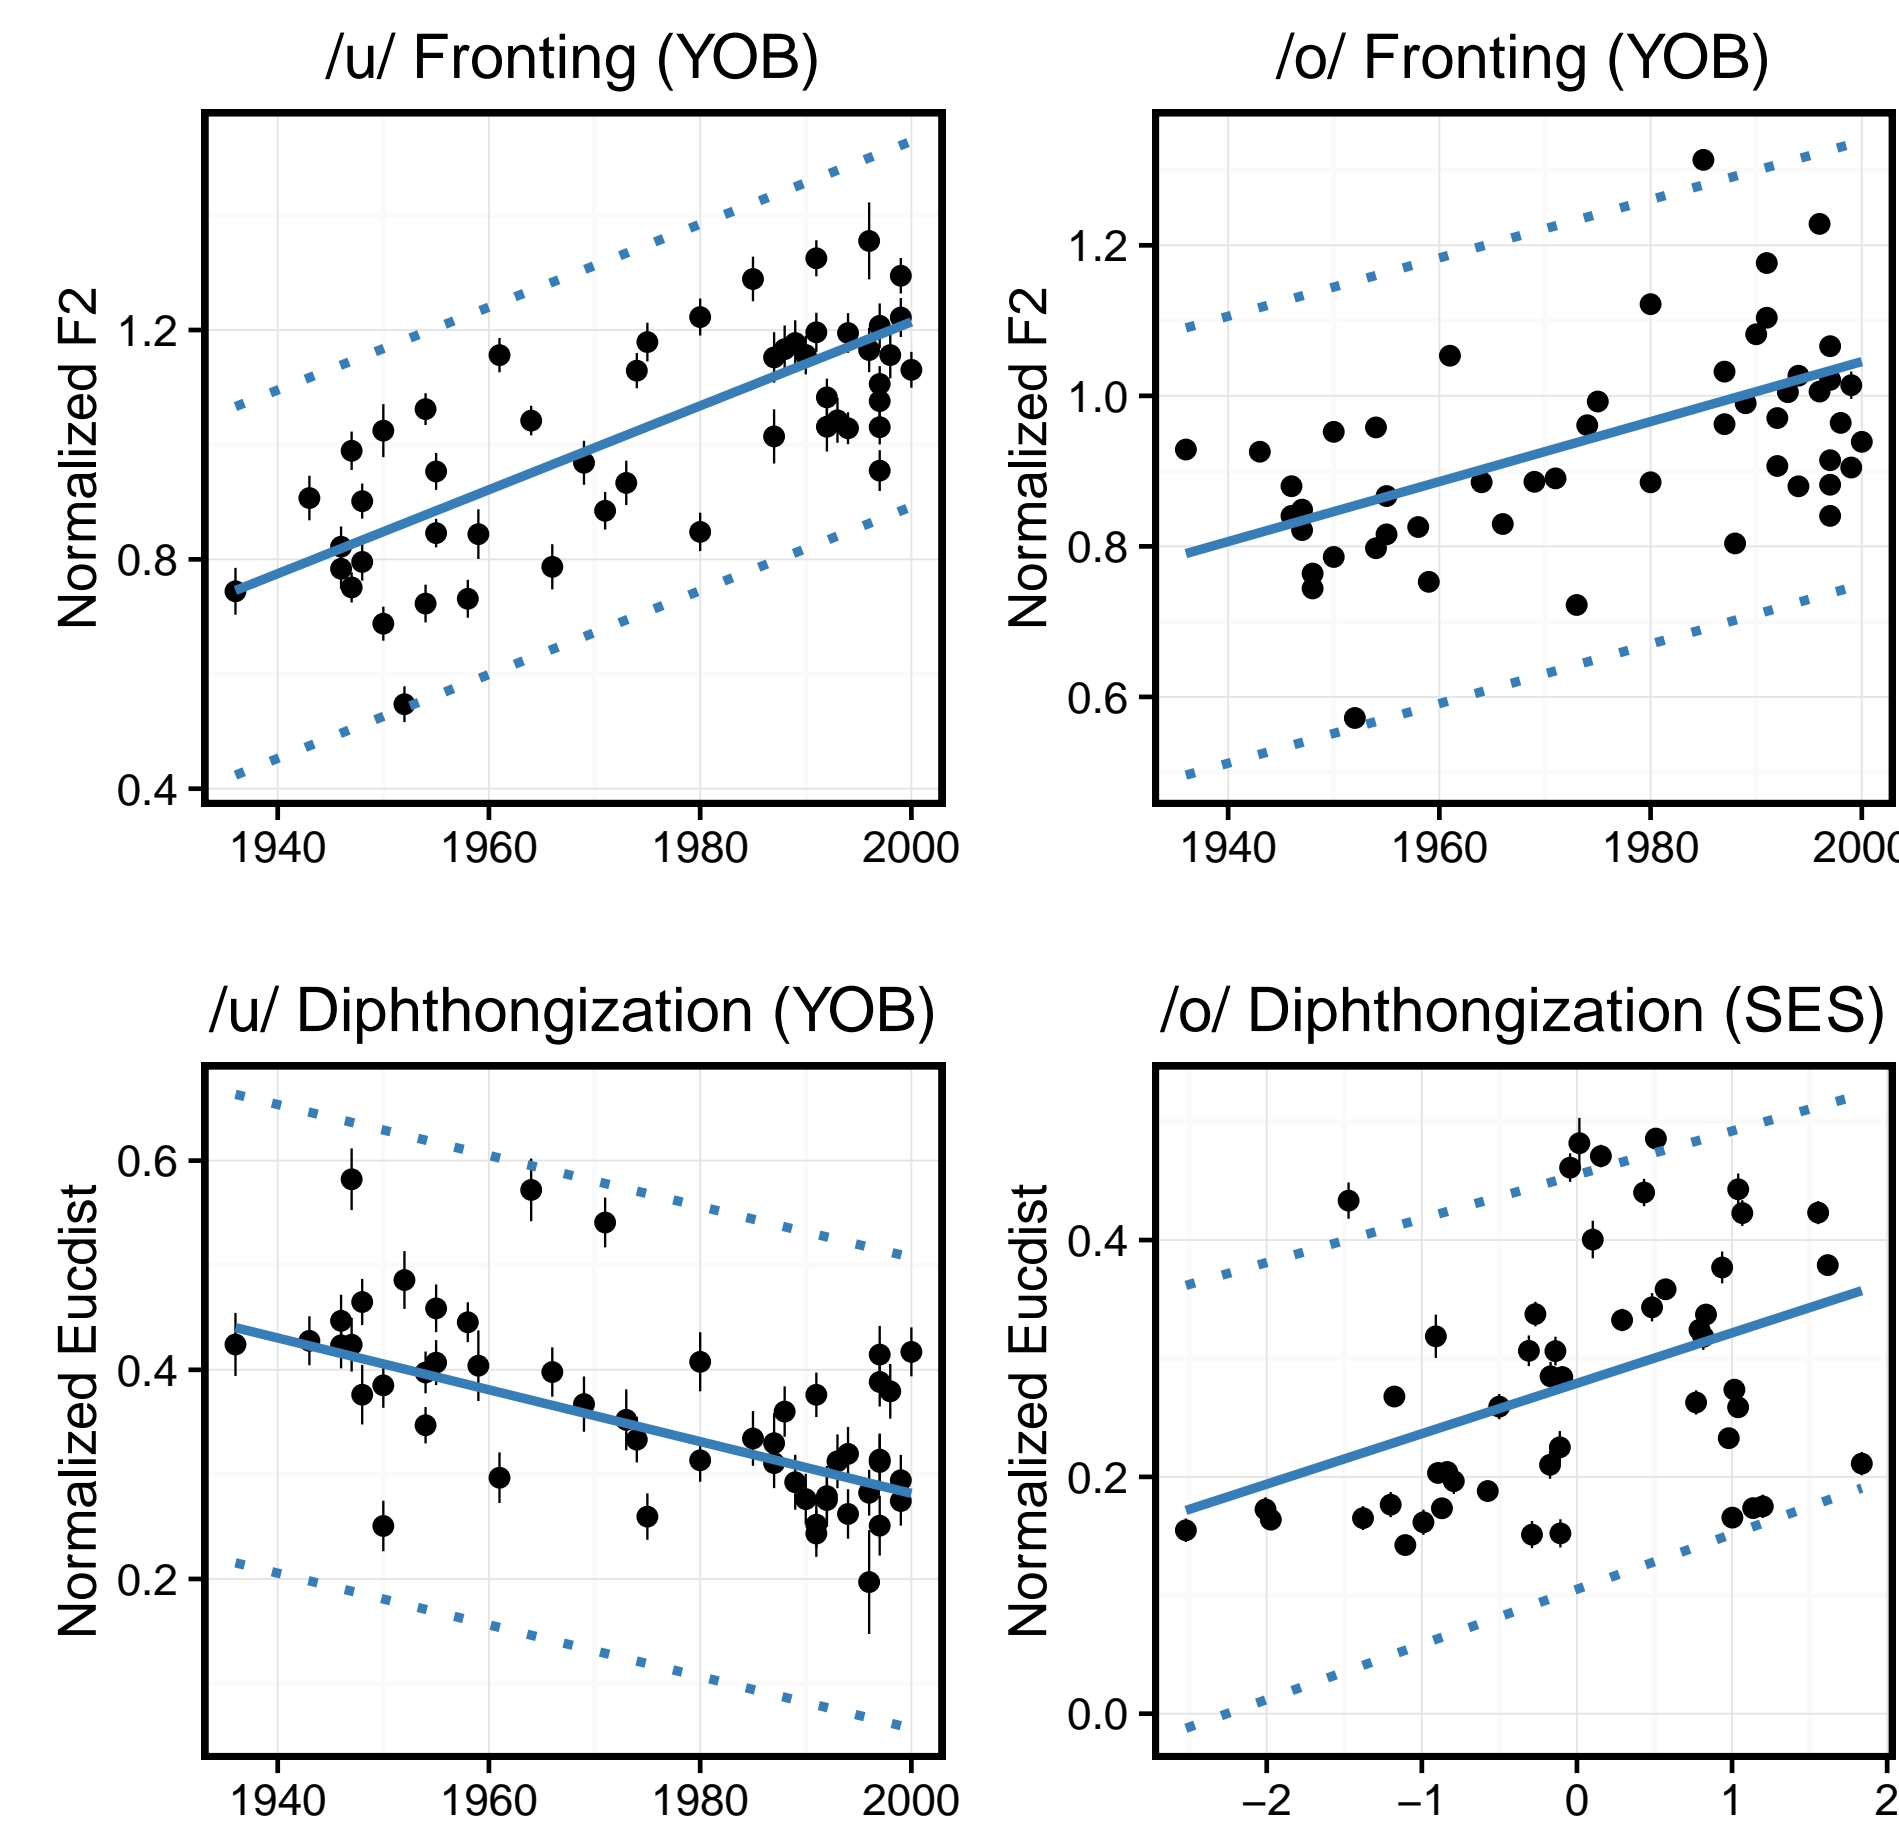 /u/ Fronting (YOB)
Normalized F2
1.2
0.8
0.4
1940 1960 1980 2000
/o/ Fronting (YOB)
Normalized F2
1.2
1.0
0.8
0.6
1940 1960 1980 2000
/u/ Diphthongization (YOB)
Normalized Eucdist
0.6
0.4
0.2
1940 1960 1980 2000
/o/ Diphthongization (SES)
Normalized Eucdist
0.4
0.2
0.0
−2 −1 0 1 2